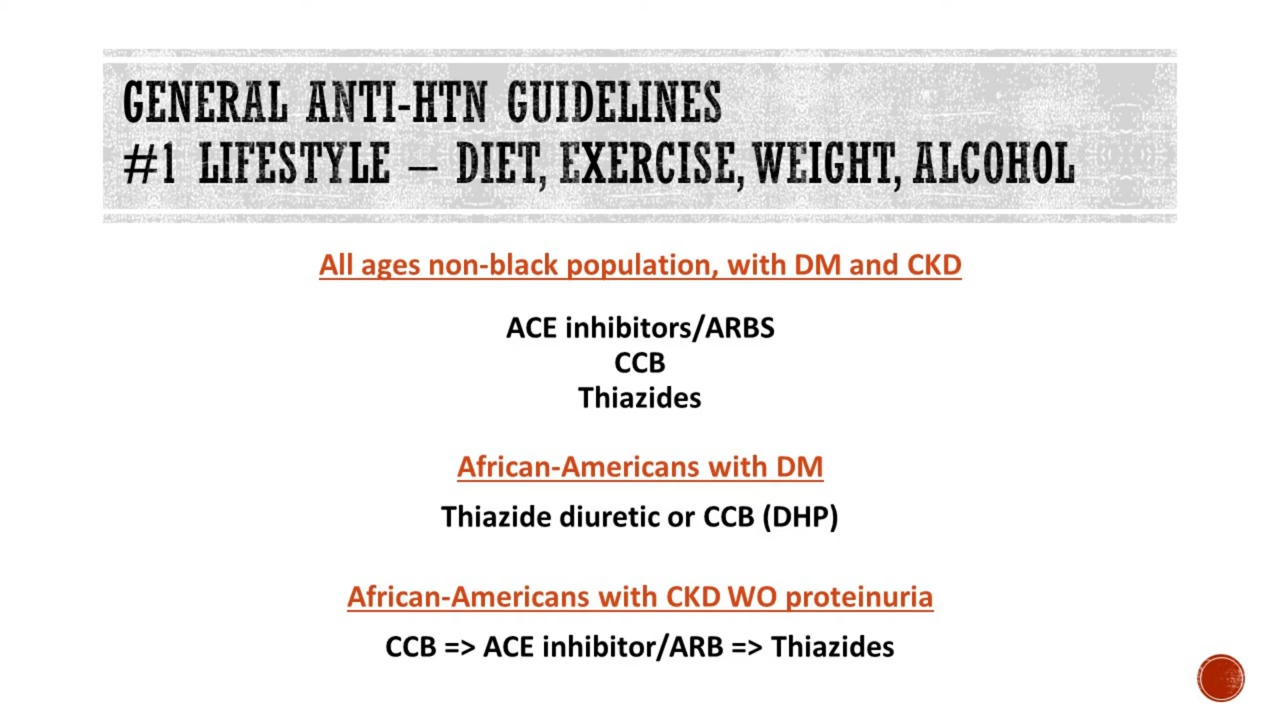 GENERAL ANTI-HTN GUIDELINES
#1 LIFESTYLE – DIET, EXERCISE, WEIGHT, ALCOHOL
All ages non-black population, with DM and CKD
ACE inhibitors/ARBS
CCB
Thiazides
African-Americans with DM
Thiazide diuretic or CCB (DHP)
African-Americans with CKD WO proteinuria
CCB => ACE inhibitor/ARB => Thiazides